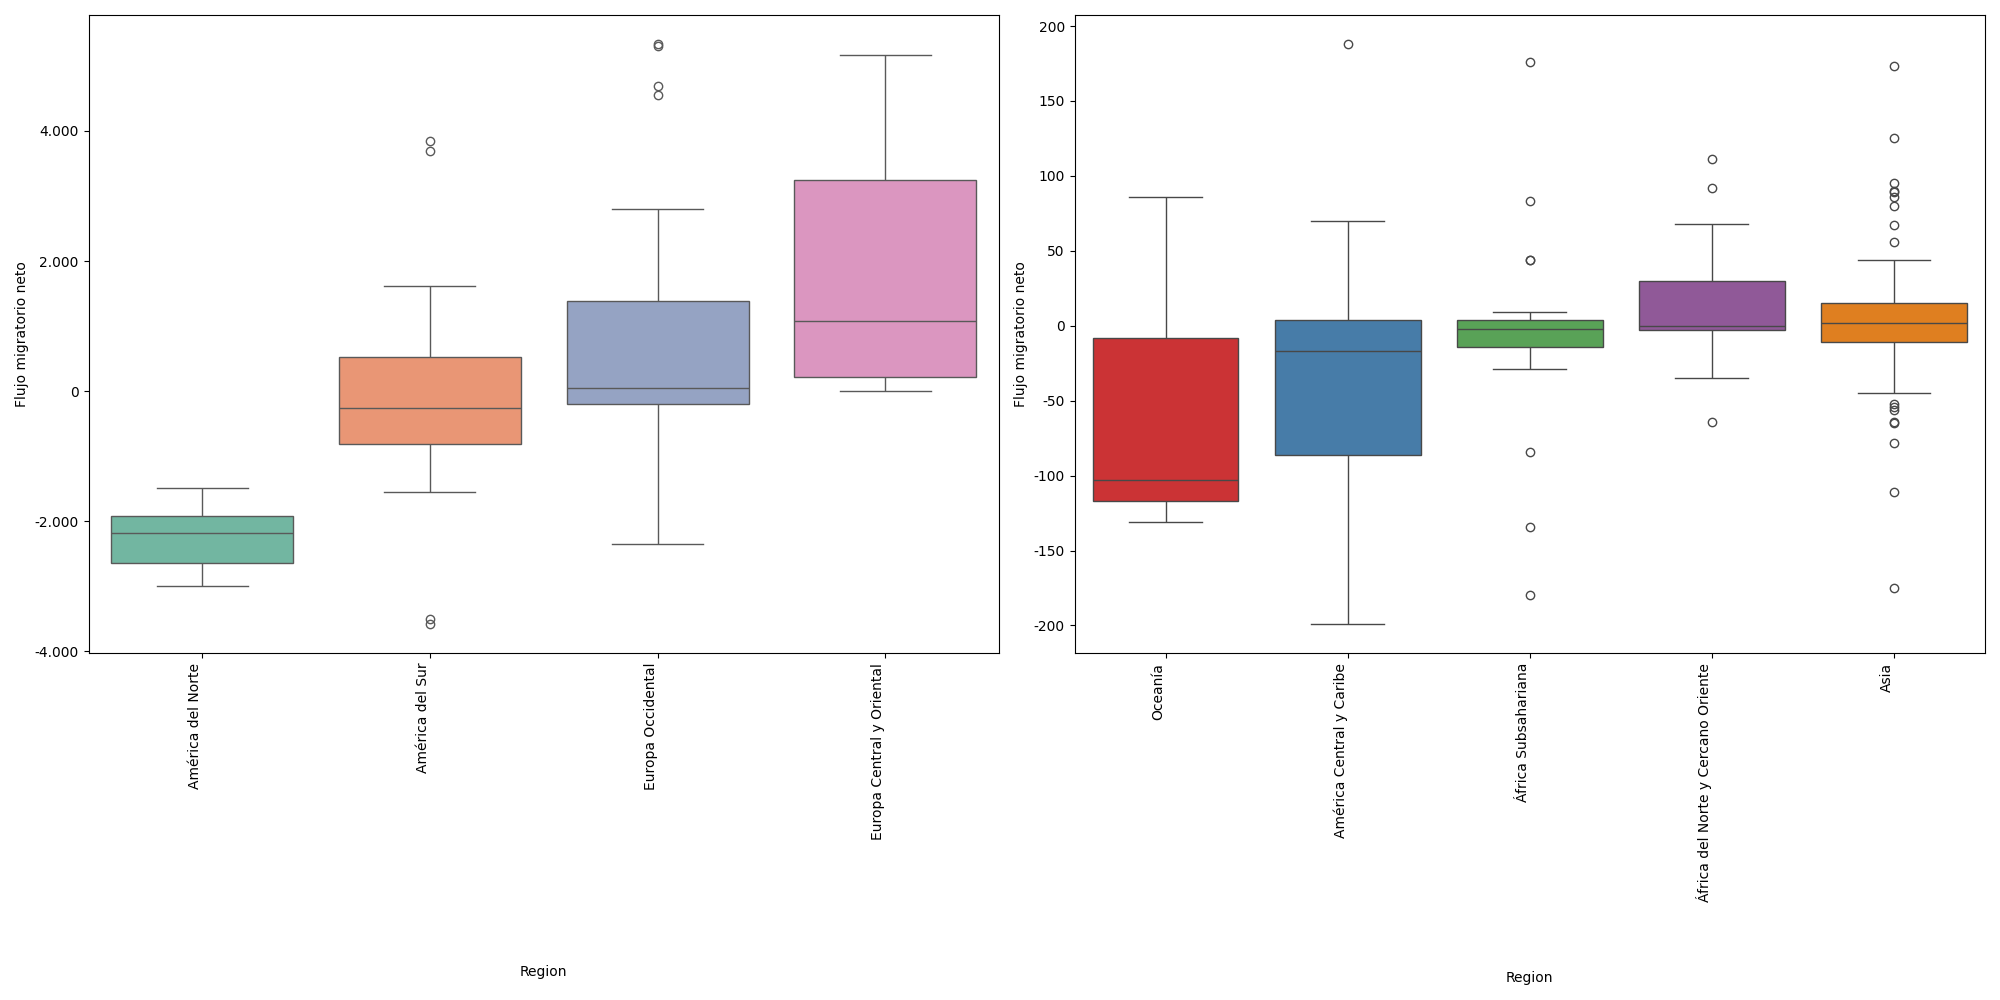 Flujo migratorio neto
4.000
2.000
0
-2.000
-4.000
América del Norte
América del Sur
Europa Occidental
Europa Central y Oriental
Region
Flujo migratorio neto
200
150
100
50
0
-50
-100
-150
-200
Oceanía
América Central y Caribe
África Subsahariana
África del Norte y Cercano Oriente
Asia
Region